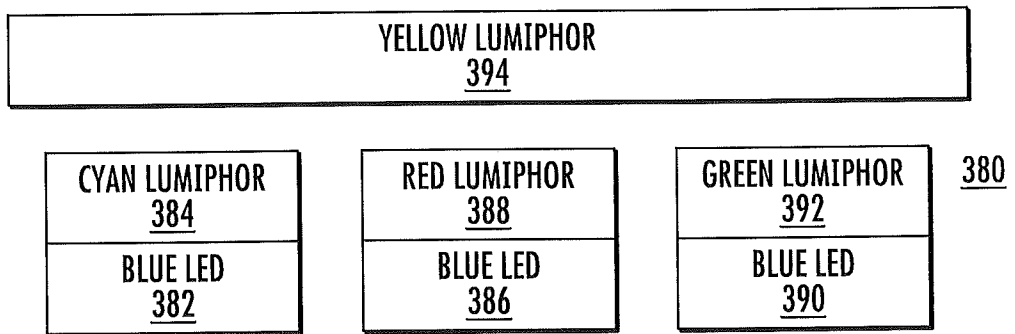 YELLOW LUMIPHOR
394
CYAN LUMIPHOR
384
RED LUMIPHOR
388
GREEN LUMIPHOR
392
380
BLUE LED
382
BLUE LED
386
BLUE LED
390